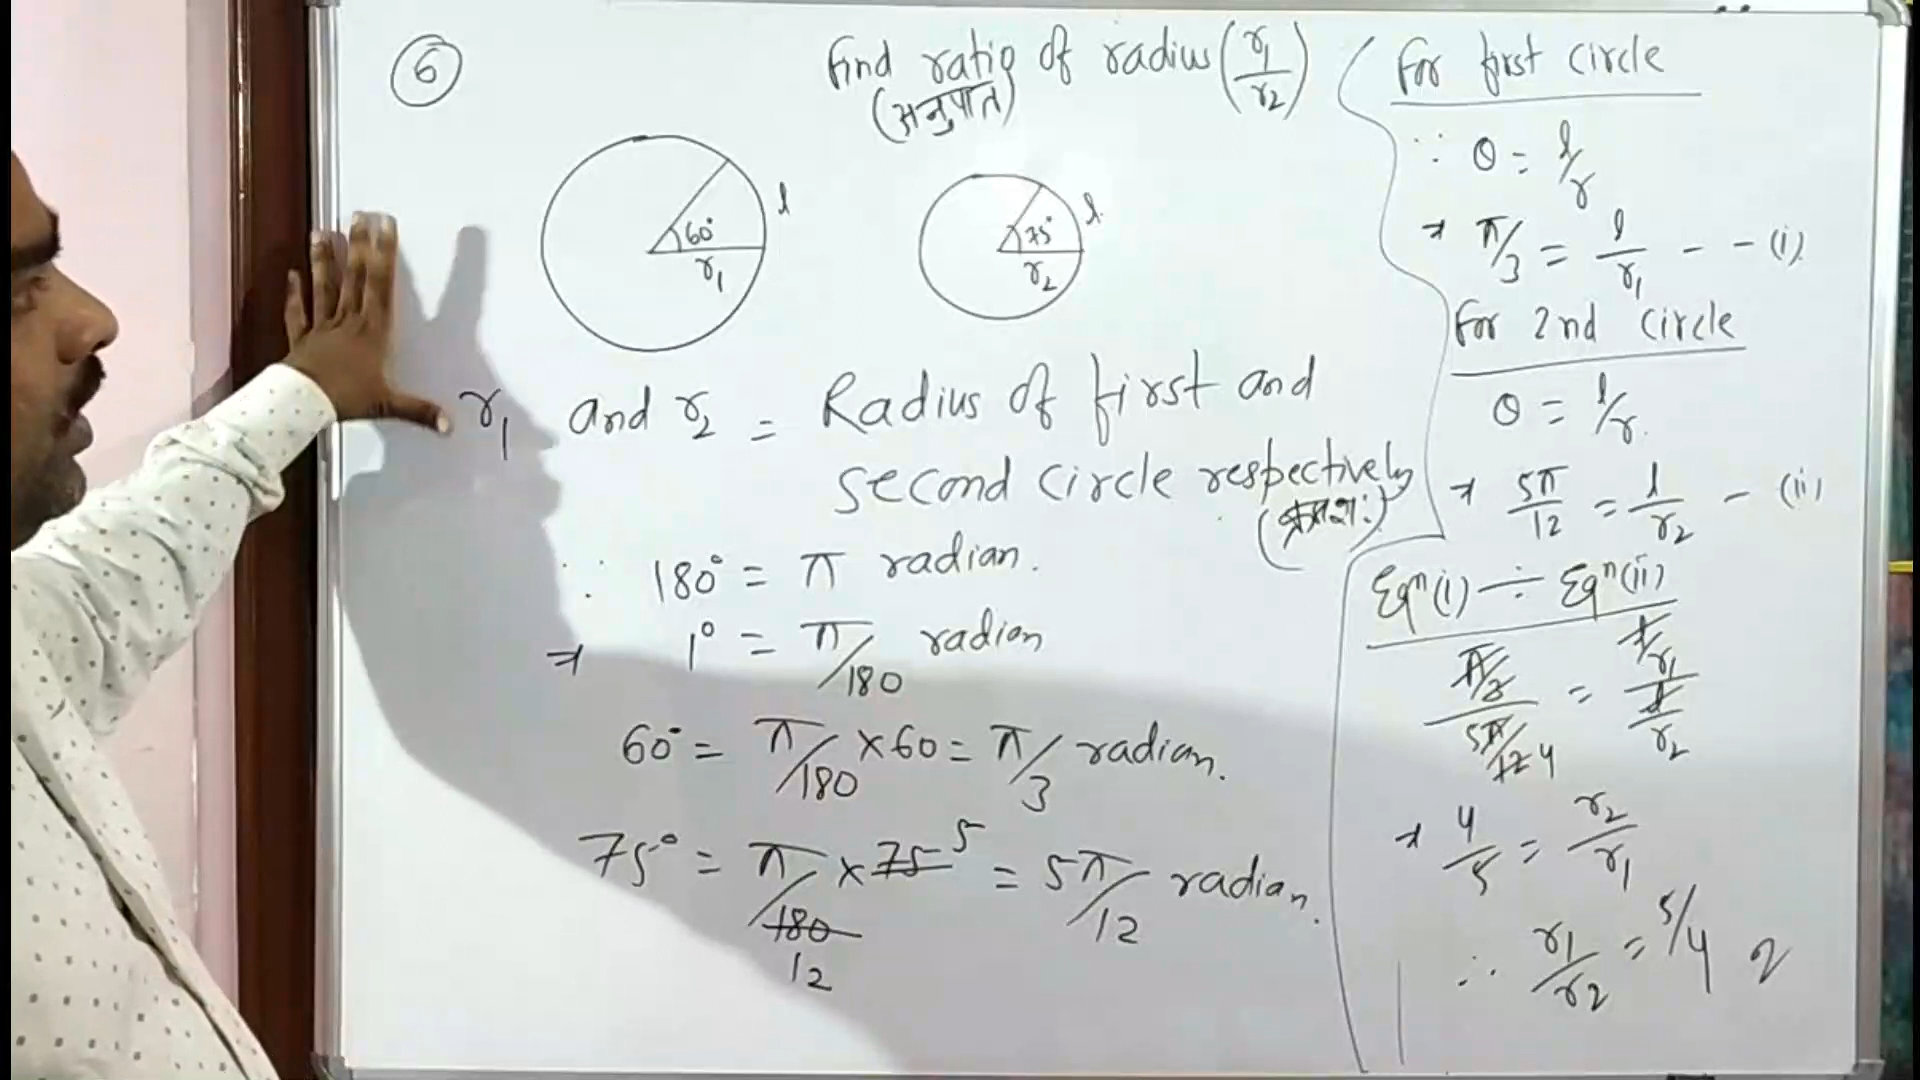 6
Find ratio of radius (r1/r2)
(अनुपात)
60° l
r1
75° l
r2
r1 and r2 = Radius of first and
second circle respectively
∵ 180° = π radian.
⇒ 1° = π/180 radian
60° = π/180 × 60 = π/3 radian.
75° = π/180 × 75 5 = 5π/12 radian.
12
For first circle
∵ θ = l/r
⇒ π/3 = l/r1 - - (i)
For 2nd circle
θ = l/r.
⇒ 5π/12 = l/r2 - (ii)
Eqⁿ(i) ÷ Eqⁿ(ii)
π/3 / 5π/12 4 = l/r1 / l/r2
⇒ 4/5 = r2/r1
∴ r1/r2 = 5/4